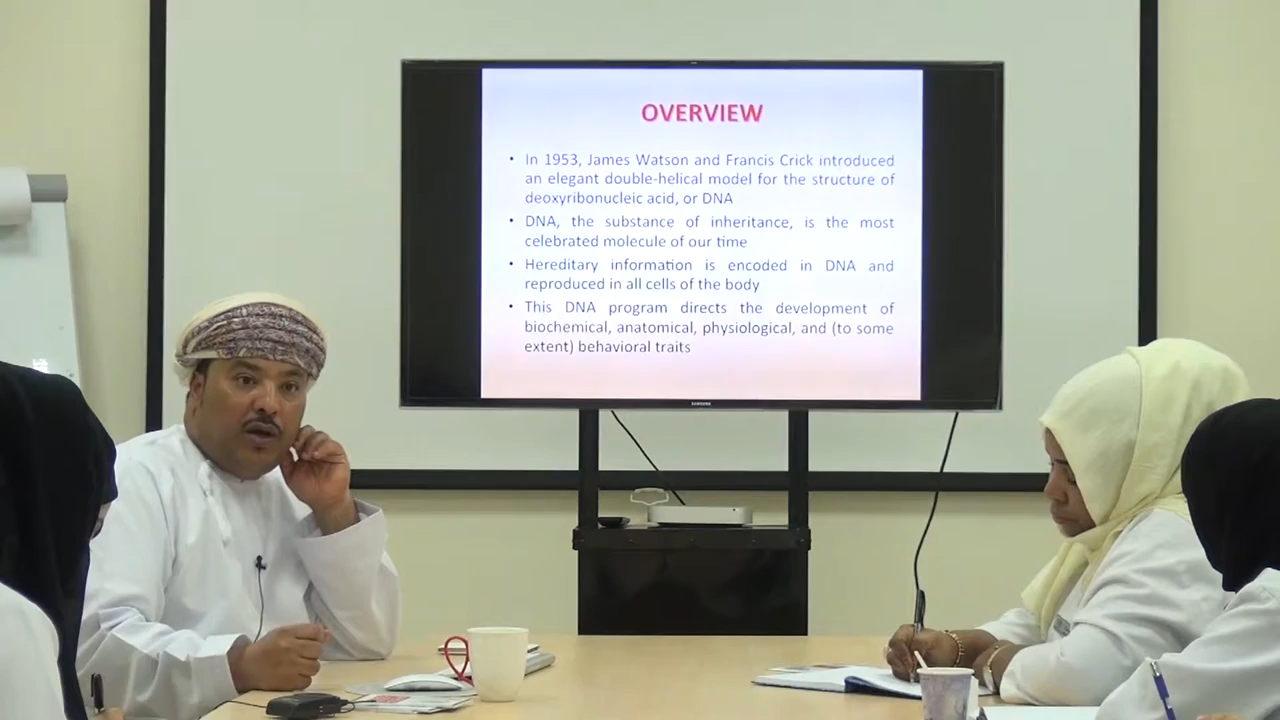 OVERVIEW
• In 1953, James Watson and Francis Crick introduced
an elegant double-helical model for the structure of
deoxyribonucleic acid, or DNA
• DNA, the substance of inheritance, is the most
celebrated molecule of our time
• Hereditary information is encoded in DNA and
reproduced in all cells of the body
• This DNA program directs the development of
biochemical, anatomical, physiological, and (to some
extent) behavioral traits
SAMSUNG